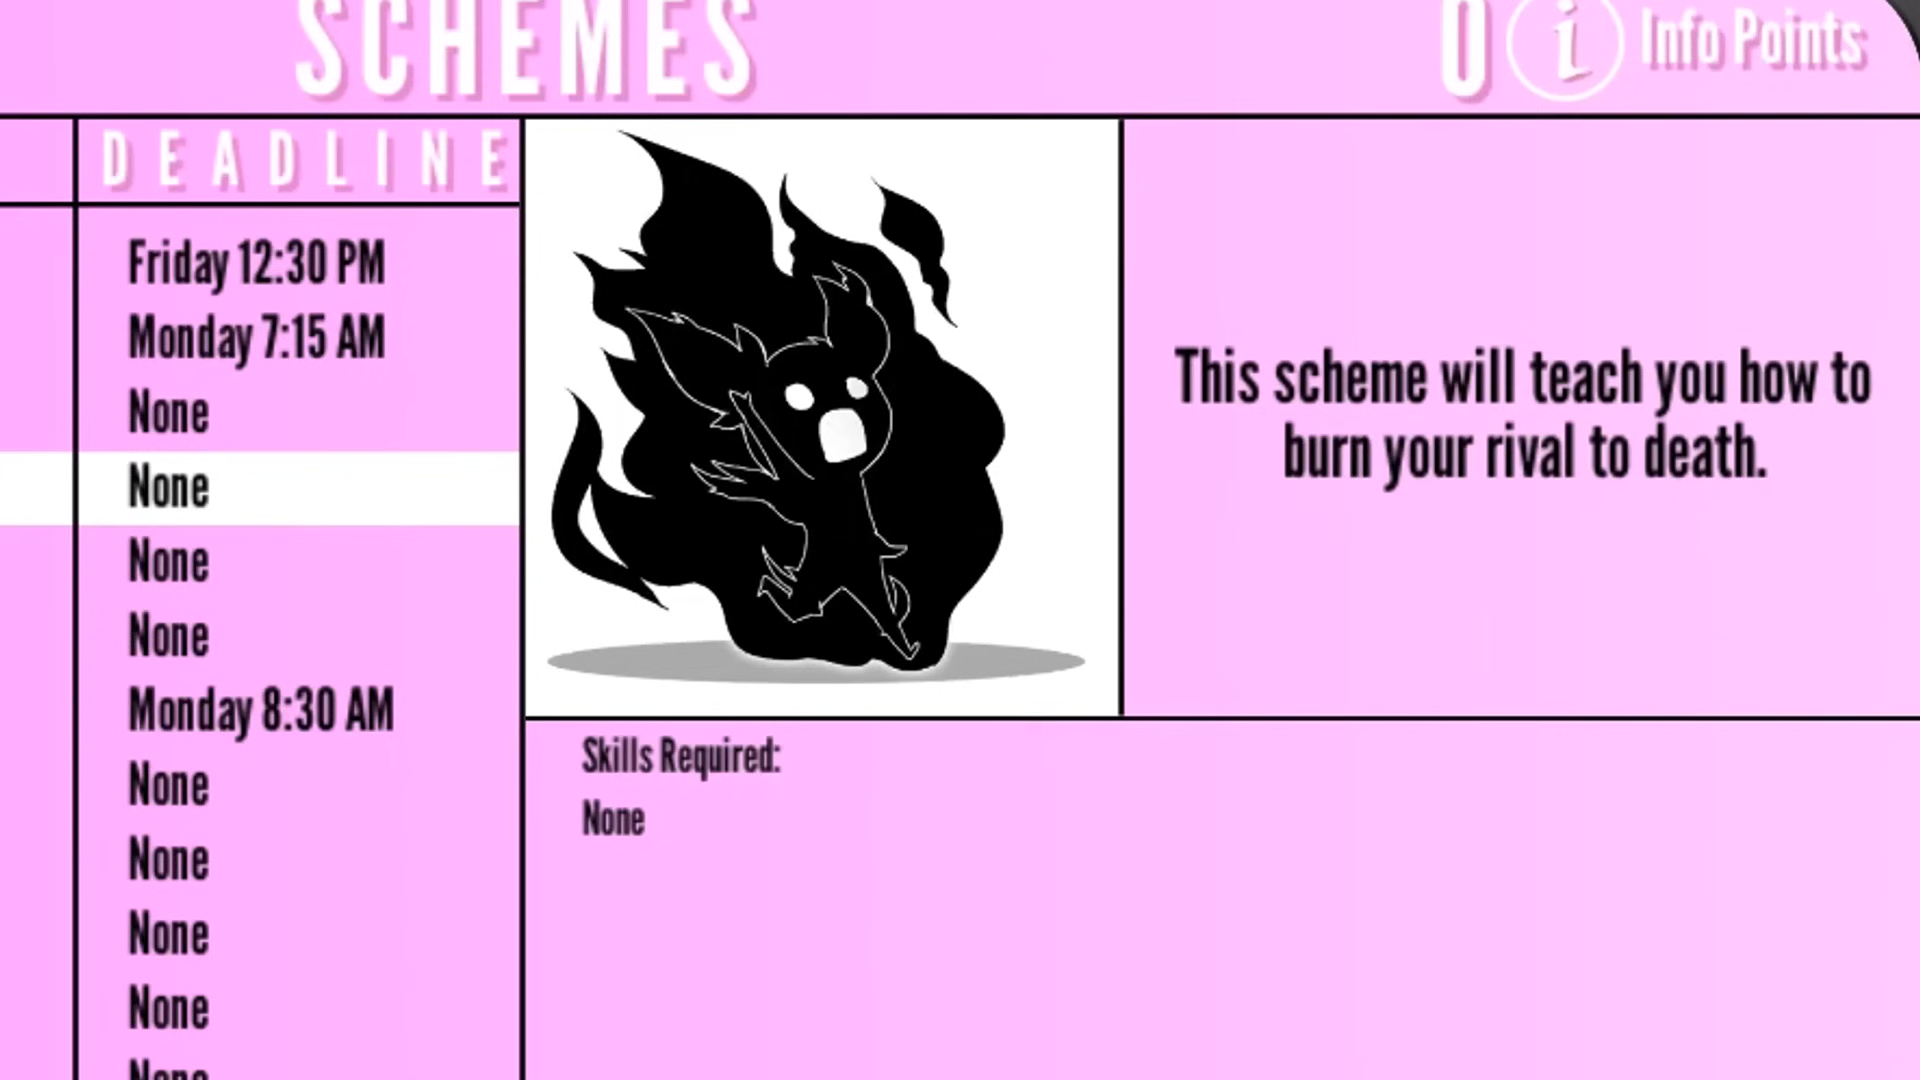 SCHEMES
0 i Info Points
DEADLINE
Friday 12:30 PM
Monday 7:15 AM
None
None
None
None
Monday 8:30 AM
None
None
None
None
None
This scheme will teach you how to
burn your rival to death.
Skills Required:
None